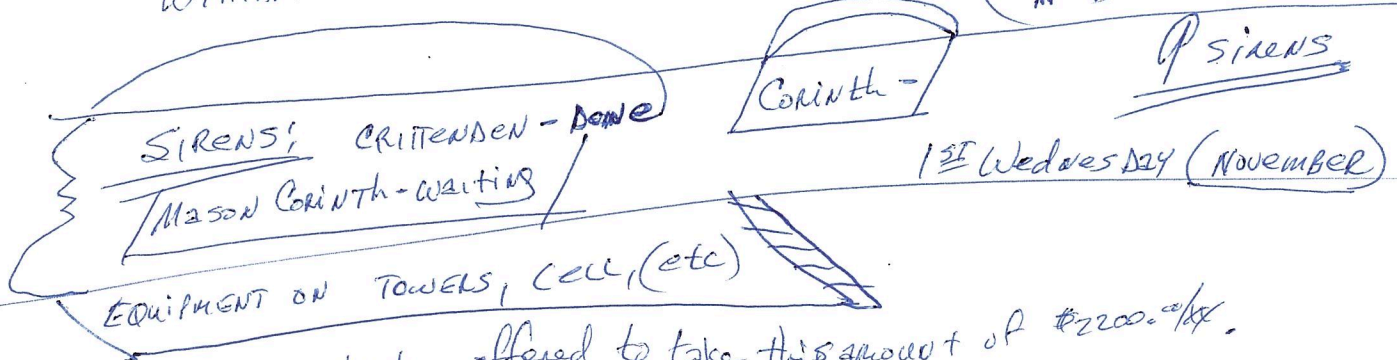 SIRENS
Corinth -
SIRENS; CRITTENDEN - Done
1ST Wednesday (NOVEMBER)
Mason Corinth - waiting
EQUIPMENT ON TOWERS, CELL, (etc)
offered to take this amount of $2200.00/xx.